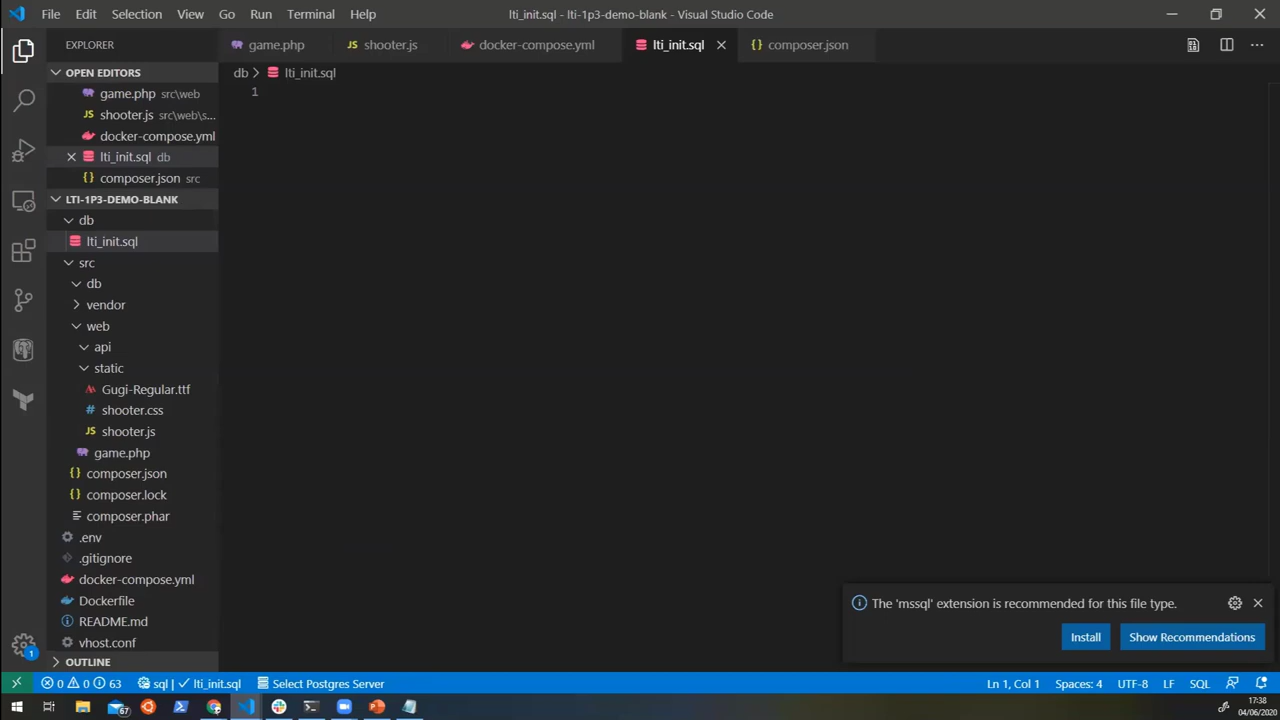 File Edit Selection View Go Run Terminal Help
lti_init.sql - lti-1p3-demo-blank - Visual Studio Code
EXPLORER
game.php
shooter.js
docker-compose.yml
lti_init.sql
composer.json
OPEN EDITORS
game.php src\web
shooter.js src\web\s...
docker-compose.yml
lti_init.sql db
composer.json src
LTI-1P3-DEMO-BLANK
db
lti_init.sql
src
db
vendor
web
api
static
Gugi-Regular.ttf
shooter.css
shooter.js
game.php
composer.json
composer.lock
composer.phar
.env
.gitignore
docker-compose.yml
Dockerfile
README.md
vhost.conf
OUTLINE
db > lti_init.sql
1
The 'mssql' extension is recommended for this file type.
Install
Show Recommendations
1
0 0 63 sql | lti_init.sql Select Postgres Server
Ln 1, Col 1 Spaces: 4 UTF-8 LF SQL
67
17:38
04/06/2020